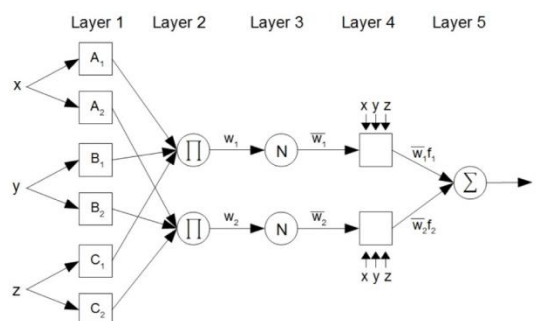 Layer 1 Layer 2 Layer 3 Layer 4 Layer 5
A₁
x
A₂
x y z
B₁
∏ w₁ N w̅₁ w̅₁f₁
y
∑
B₂
∏ w₂ N w̅₂ w̅₂f₂
C₁
x y z
z
C₂